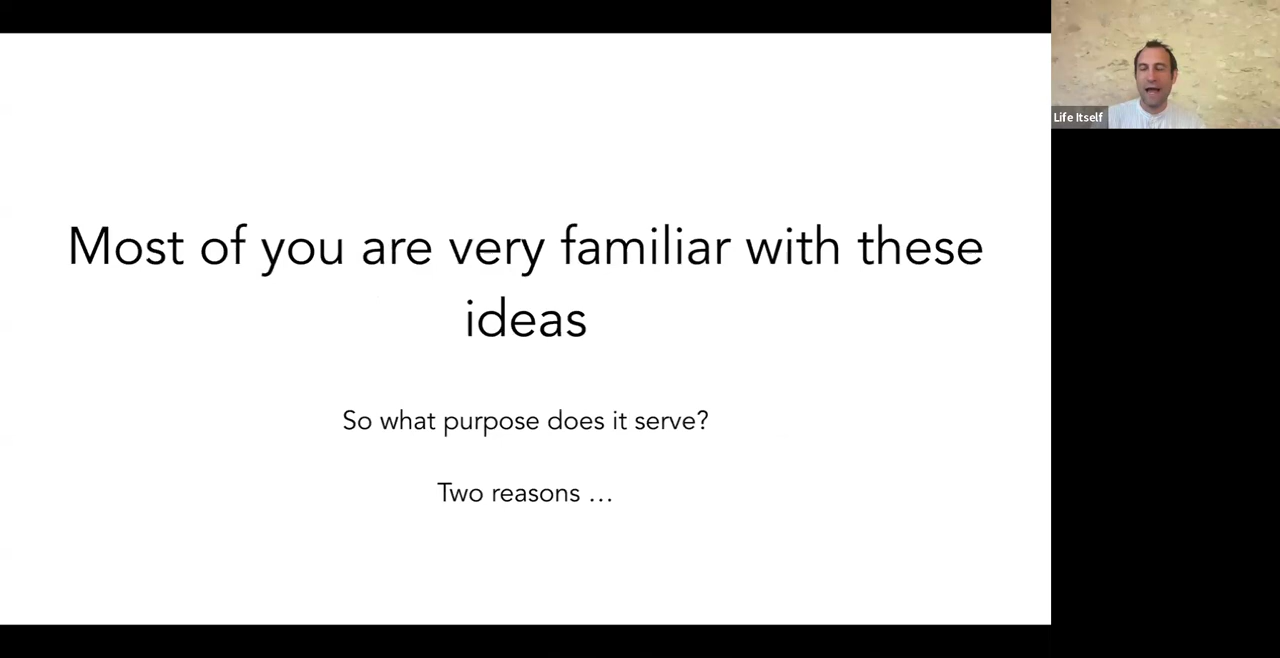 Most of you are very familiar with these
ideas
So what purpose does it serve?
Two reasons …
Life Itself